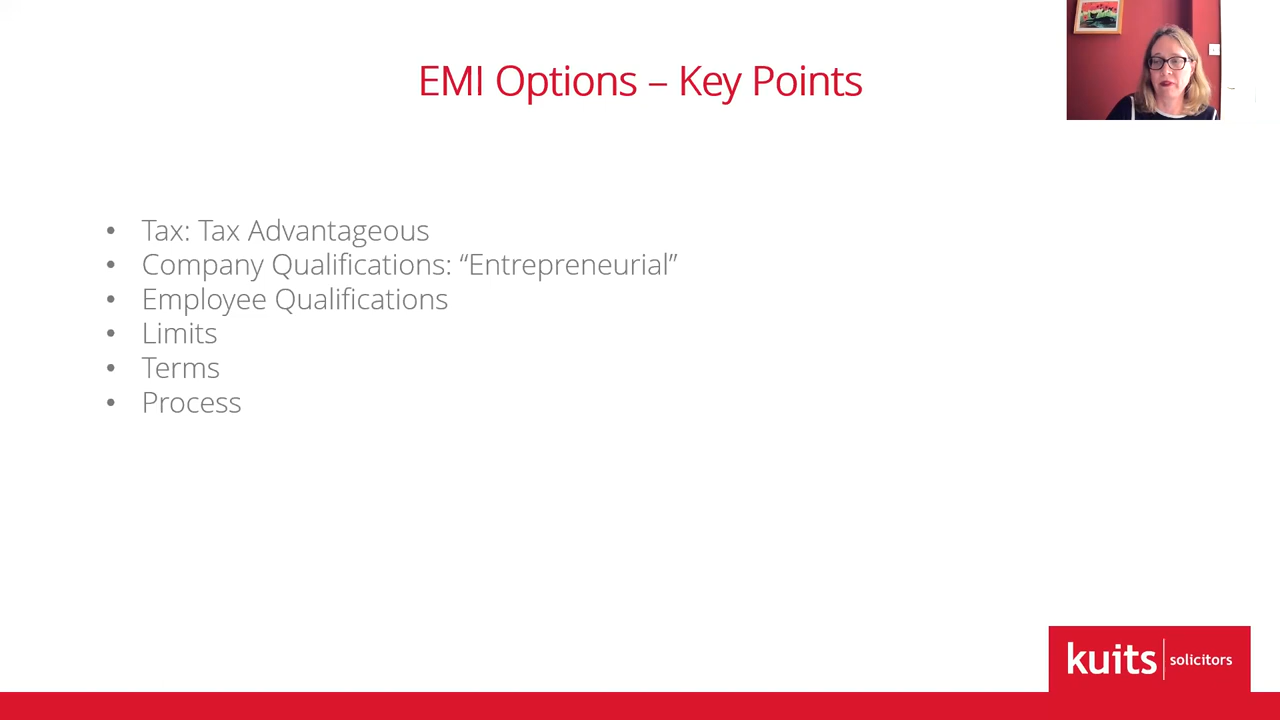 EMI Options – Key Points
• Tax: Tax Advantageous
• Company Qualifications: “Entrepreneurial”
• Employee Qualifications
• Limits
• Terms
• Process
kuits solicitors